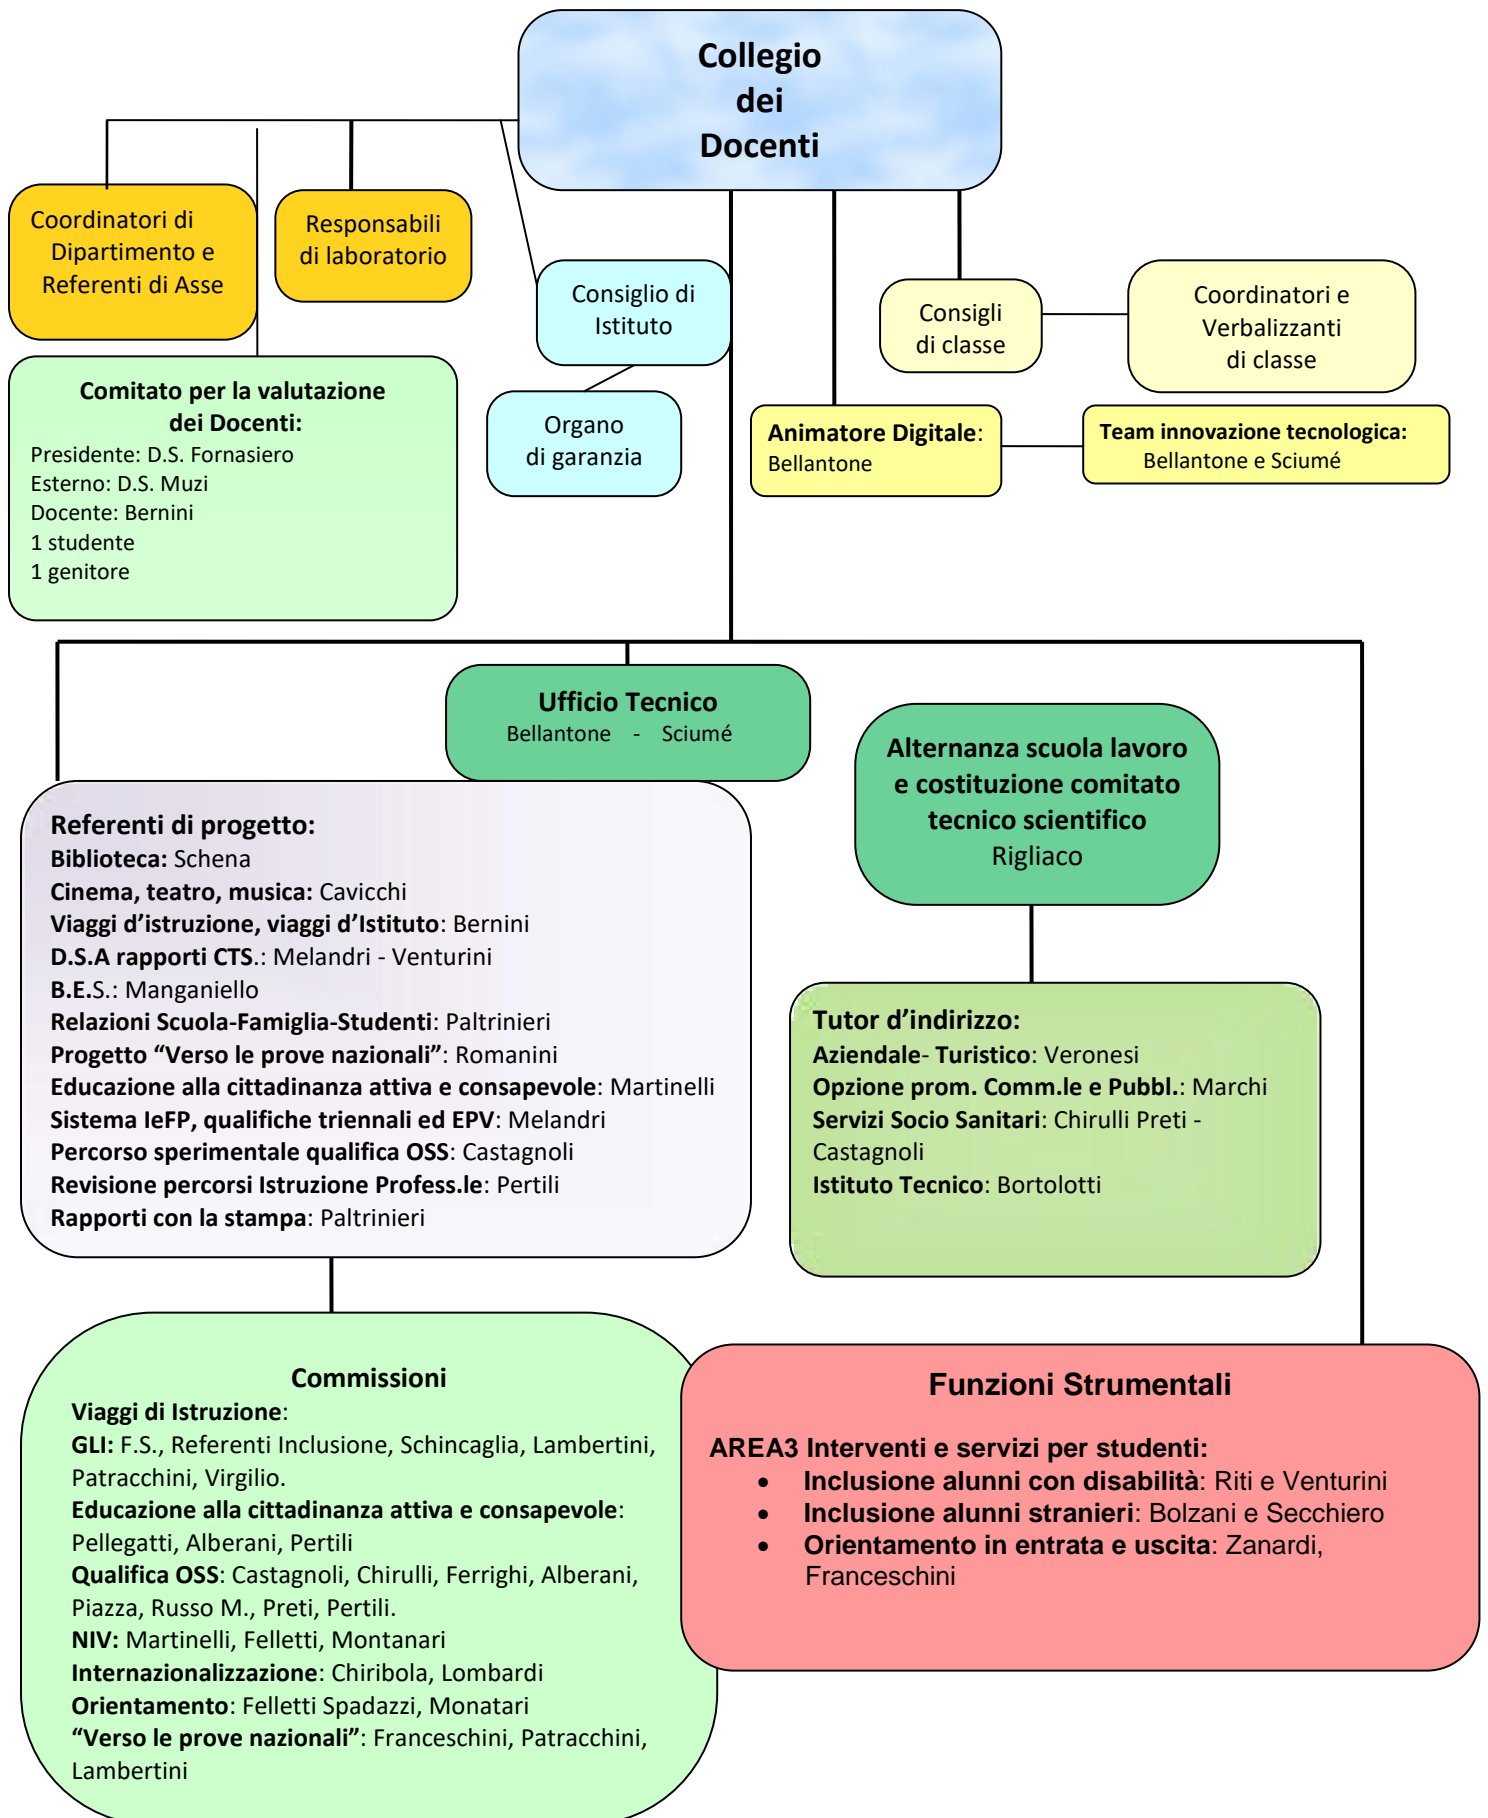 Collegio
dei
Docenti
Coordinatori di
Dipartimento e
Referenti di Asse
Responsabili
di laboratorio
Consiglio di
Istituto
Consigli
di classe
Coordinatori e
Verbalizzanti
di classe
Comitato per la valutazione
dei Docenti:
Presidente: D.S. Fornasiero
Esterno: D.S. Muzi
Docente: Bernini
1 studente
1 genitore
Organo
di garanzia
Animatore Digitale:
Bellantone
Team innovazione tecnologica:
Bellantone e Sciumé
Ufficio Tecnico
Bellantone - Sciumé
Alternanza scuola lavoro
e costituzione comitato
tecnico scientifico
Rigliaco
Referenti di progetto:
Biblioteca: Schena
Cinema, teatro, musica: Cavicchi
Viaggi d’istruzione, viaggi d’Istituto: Bernini
D.S.A rapporti CTS.: Melandri - Venturini
B.E.S.: Manganiello
Relazioni Scuola-Famiglia-Studenti: Paltrinieri
Progetto “Verso le prove nazionali”: Romanini
Educazione alla cittadinanza attiva e consapevole: Martinelli
Sistema IeFP, qualifiche triennali ed EPV: Melandri
Percorso sperimentale qualifica OSS: Castagnoli
Revisione percorsi Istruzione Profess.le: Pertili
Rapporti con la stampa: Paltrinieri
Tutor d’indirizzo:
Aziendale- Turistico: Veronesi
Opzione prom. Comm.le e Pubbl.: Marchi
Servizi Socio Sanitari: Chirulli Preti -
Castagnoli
Istituto Tecnico: Bortolotti
Commissioni
Viaggi di Istruzione:
GLI: F.S., Referenti Inclusione, Schincaglia, Lambertini,
Patracchini, Virgilio.
Educazione alla cittadinanza attiva e consapevole:
Pellegatti, Alberani, Pertili
Qualifica OSS: Castagnoli, Chirulli, Ferrighi, Alberani,
Piazza, Russo M., Preti, Pertili.
NIV: Martinelli, Felletti, Montanari
Internazionalizzazione: Chiribola, Lombardi
Orientamento: Felletti Spadazzi, Monatari
“Verso le prove nazionali”: Franceschini, Patracchini,
Lambertini
Funzioni Strumentali
AREA3 Interventi e servizi per studenti:
• Inclusione alunni con disabilità: Riti e Venturini
• Inclusione alunni stranieri: Bolzani e Secchiero
• Orientamento in entrata e uscita: Zanardi,
Franceschini